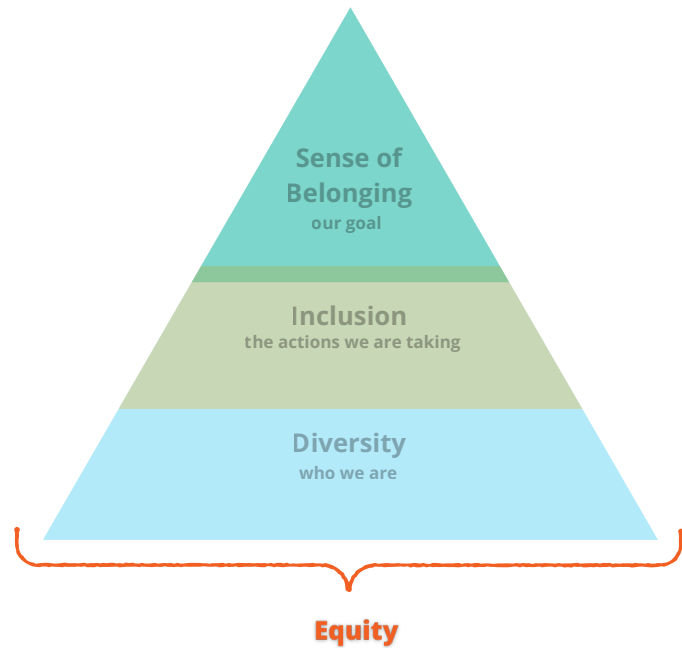 Sense of
Belonging
our goal
Inclusion
the actions we are taking
Diversity
who we are
Equity